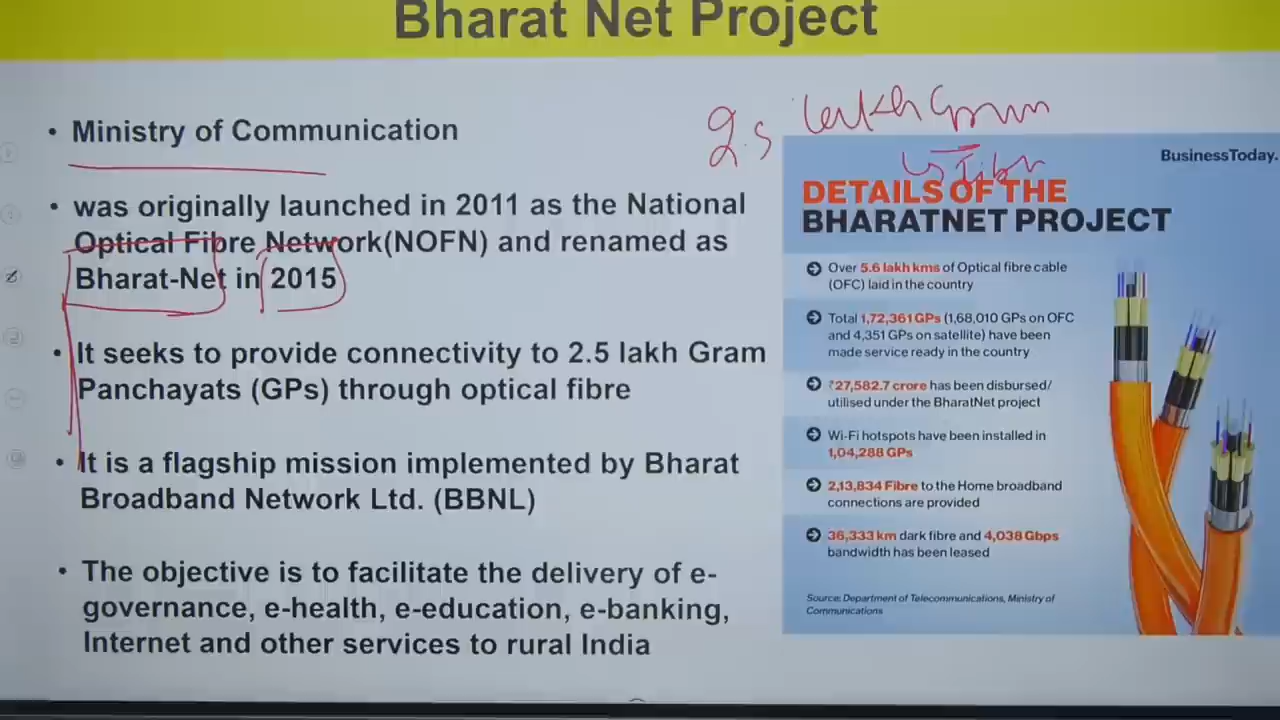 Bharat Net Project
• Ministry of Communication
• was originally launched in 2011 as the National
Optical Fibre Network(NOFN) and renamed as
Bharat-Net in 2015
• It seeks to provide connectivity to 2.5 lakh Gram
Panchayats (GPs) through optical fibre
• It is a flagship mission implemented by Bharat
Broadband Network Ltd. (BBNL)
• The objective is to facilitate the delivery of e-
governance, e-health, e-education, e-banking,
Internet and other services to rural India
2.5 lakh Gram
Fibr
BusinessToday.
DETAILS OF THE
BHARATNET PROJECT
Over 5.6 lakh kms of Optical fibre cable
(OFC) laid in the country
Total 1,72,361 GPs (1,68,010 GPs on OFC
and 4,351 GPs on satellite) have been
made service ready in the country
₹27,582.7 crore has been disbursed/
utilised under the BharatNet project
Wi-Fi hotspots have been installed in
1,04,288 GPs
2,13,834 Fibre to the Home broadband
connections are provided
36,333 km dark fibre and 4,038 Gbps
bandwidth has been leased
Source: Department of Telecommunications, Ministry of
Communications